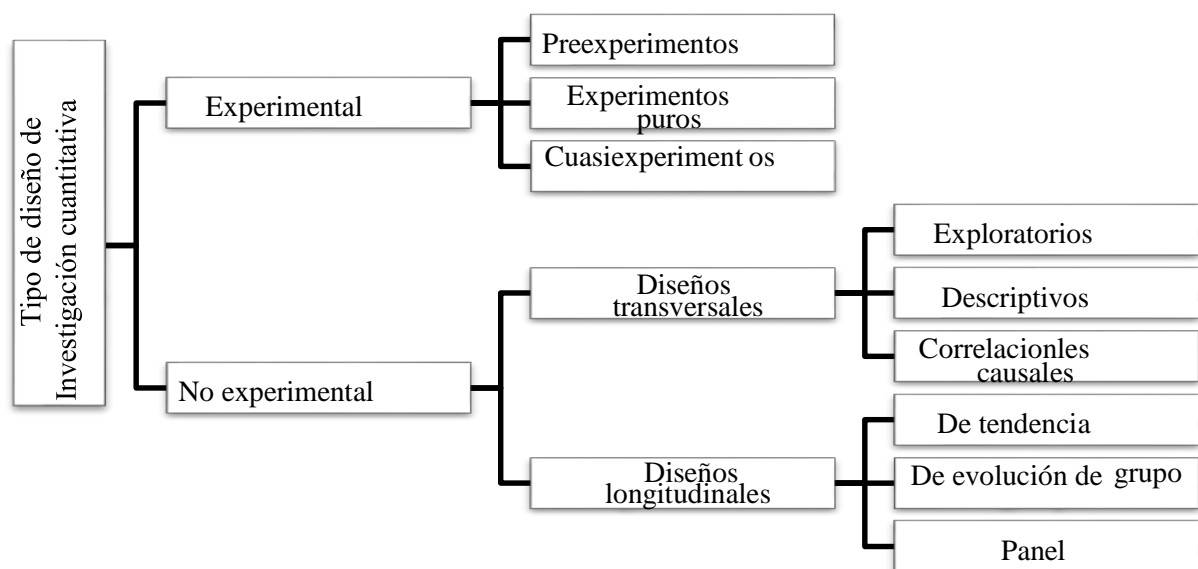 Tipo de diseño de
Investigación cuantitativa
Experimental
Preexperimentos
Experimentos
puros
Cuasiexperiment os
No experimental
Diseños
transversales
Exploratorios
Descriptivos
Correlacionles
causales
Diseños
longitudinales
De tendencia
De evolución de grupo
Panel